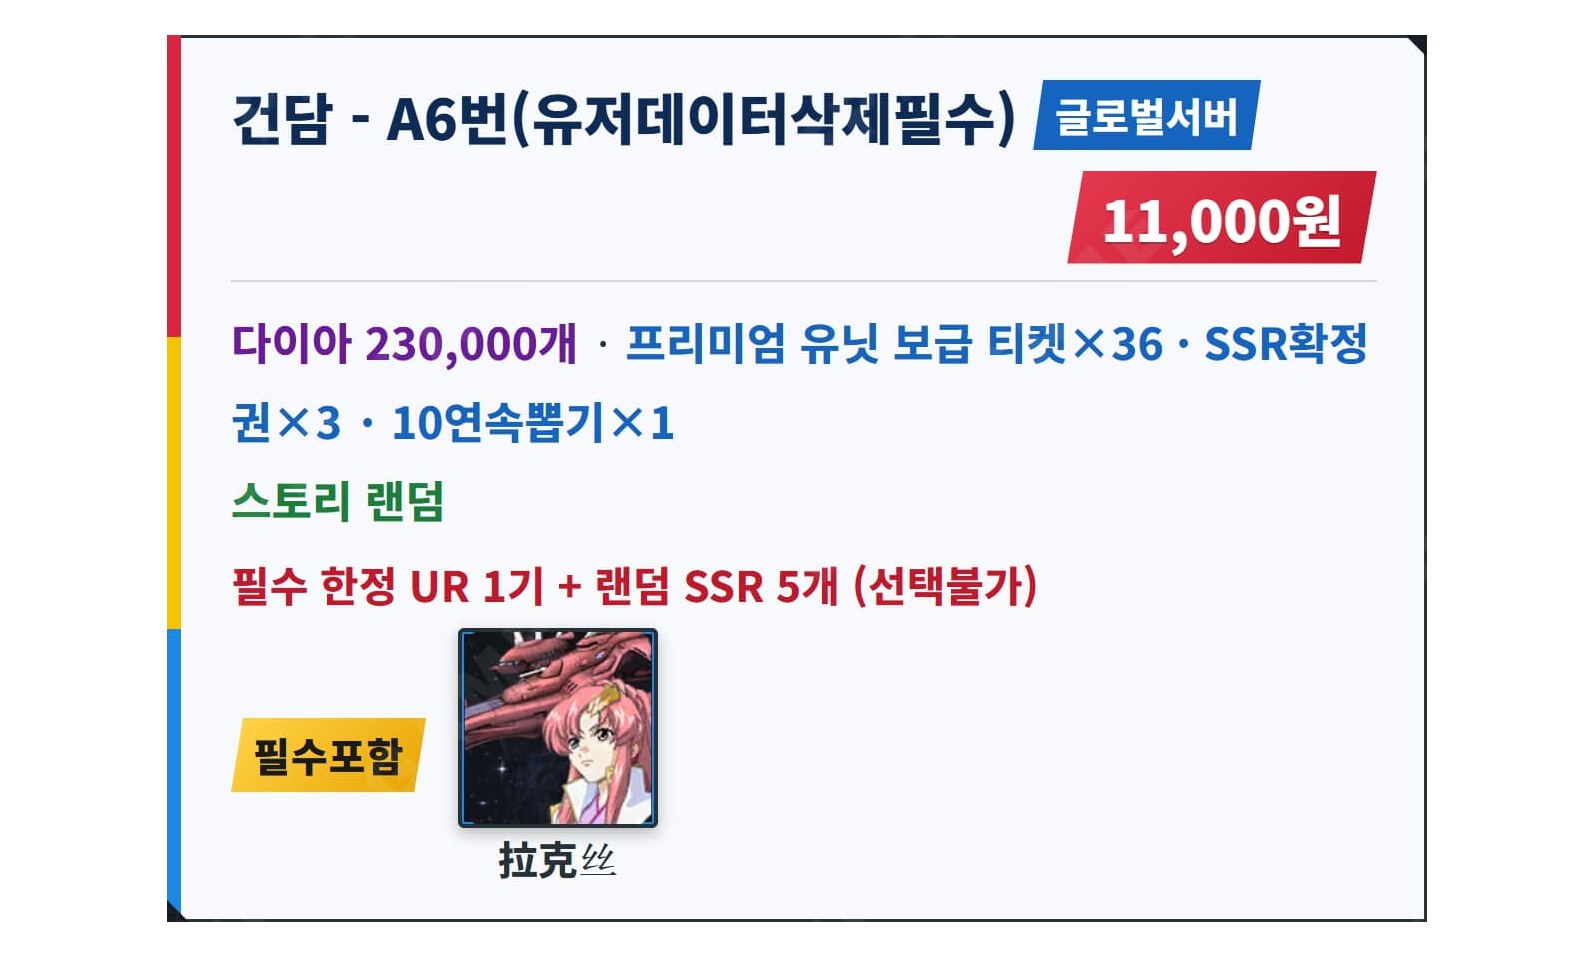 건담 - A6번(유저데이터삭제필수) 글로벌서버
11,000원
다이아 230,000개 · 프리미엄 유닛 보급 티켓×36 · SSR확정
권×3 · 10연속뽑기×1
스토리 랜덤
필수 한정 UR 1기 + 랜덤 SSR 5개 (선택불가)
필수포함
拉克丝